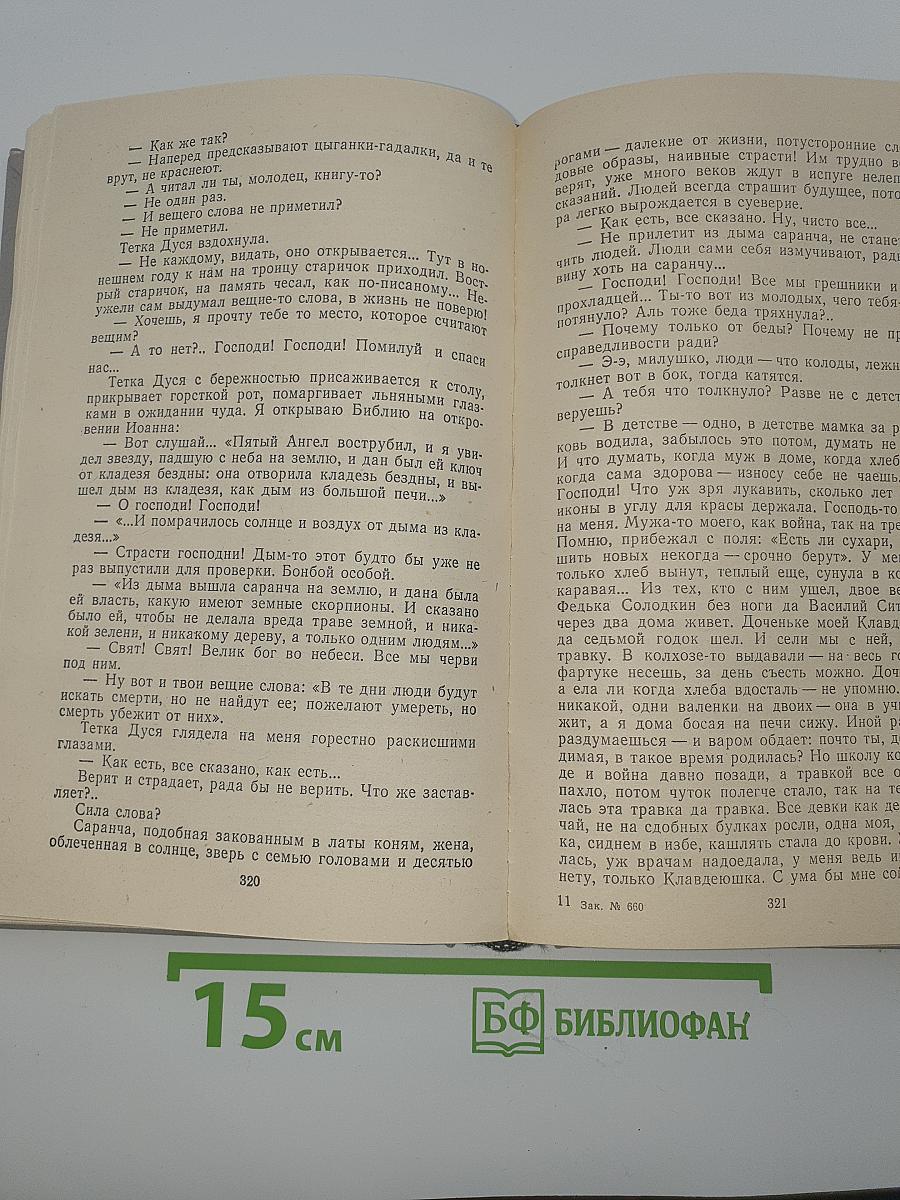 — Как же так?
— Наперед предсказывают цыганки-гадалки, да и те
врут, не краснеют.
— А читал ли ты, молодец, книгу-то?
— Не один раз.
— И вещего слова не приметил?
— Не приметил.
Тетка Дуся вздохнула.
— Не каждому, видать, оно открывается... Тут в но-
нешнем году к нам на троицу старичок приходил. Вост-
рый старичок, на память чесал, как по-писаному... Не-
ужели сам выдумал вещие-то слова, в жизнь не поверю!
— Хочешь, я прочту тебе то место, которое считают
вещим?
— А то нет?.. Господи! Господи! Помилуй и спаси
нас...
Тетка Дуся с бережностью присаживается к столу,
прикрывает горсткой рот, помаргивает льняными глаз-
ками в ожидании чуда. Я открываю Библию на откро-
вении Иоанна:
— Вот слушай... «Пятый Ангел вострубил, и я уви-
дел звезду, падшую с неба на землю, и дан был ей ключ
от кладезя бездны: она отворила кладезь бездны, и вы-
шел дым из кладезя, как дым из большой печи...»
— О господи! Господи!
— «...И помрачилось солнце и воздух от дыма из кла-
дезя...»
— Страсти господни! Дым-то этот будто бы уже не
раз выпустили для проверки. Бонбой особой.
— «Из дыма вышла саранча на землю, и дана была
ей власть, какую имеют земные скорпионы. И сказано
было ей, чтобы не делала вреда траве земной, и ника-
кой зелени, и никакому дереву, а только одним людям...»
— Свят! Свят! Велик бог во небеси. Все мы черви
под ним.
— Ну вот и твои вещие слова: «В те дни люди будут
искать смерти, но не найдут ее; пожелают умереть, но
смерть убежит от них».
Тетка Дуся глядела на меня горестно раскисшими
глазами.
— Как есть, все сказано, как есть...
Верит и страдает, рада бы не верить. Что же застав-
ляет?..
Сила слова?
Саранча, подобная закованным в латы коням, жена,
облеченная в солнце, зверь с семью головами и десятью
320
рогами — далекие от жизни, потусторонние сл
довые образы, наивные страсти! Им трудно в
верят, уже много веков ждут в испуге нелеп
сказаний. Людей всегда страшит будущее, пото
ра легко вырождается в суеверие.
— Как есть, все сказано. Ну, чисто все...
— Не прилетит из дыма саранча, не стане
чить людей. Люди сами себя измучивают, рад
вину хоть на саранчу...
— Господи! Господи! Все мы грешники и
прохладцей... Ты-то вот из молодых, чего тебя-
потянуло? Аль тоже беда тряхнула?..
— Почему только от беды? Почему не пр
справедливости ради?
— Э-э, милушко, люди — что колоды, леж
толкнет вот в бок, тогда катятся.
— А тебя что толкнуло? Разве не с детст
веруешь?
— В детстве — одно, в детстве мамка за р
ковь водила, забылось это потом, думать не
И что думать, когда муж в доме, когда хлеб
когда сама здорова — износу себе не чаешь.
Господи! Что уж зря лукавить, сколько лет
иконы в углу для красы держала. Господь-то
на меня. Мужа-то моего, как война, так на тре
Помню, прибежал с поля: «Есть ли сухари,
шить новых некогда — срочно берут». У ме
только хлеб вынут, теплый еще, сунула в ко
каравая... Из тех, кто с ним ушел, двое ве
Федька Солодкин без ноги да Василий Сит
через два дома живет. Доченьке моей Клавд
да седьмой годок шел. И сели мы с ней,
травку. В колхозе-то выдавали — на весь го
фартуке несешь, за день съесть можно. Доч
а ела ли когда хлеба вдосталь — не упомню.
никакой, одни валенки на двоих — она в уч
жит, а я дома босая на печи сижу. Иной ра
раздумаешься — и варом обдает: почто ты, до
димая, в такое время родилась? Но школу ко
де и война давно позади, а травкой все о
пахло, потом чуток полегче стало, так на те
лась эта травка да травка. Все девки как де
чай, не на сдобных булках росли, одна моя,
ка, сиднем в избе, кашлять стала до крови.
лась, уж врачам надоедала, у меня ведь и
нету, только Клавдеюшка. С ума бы мне сой
11 Зак. № 660
321
15 см
БФ БИБЛИОФАН